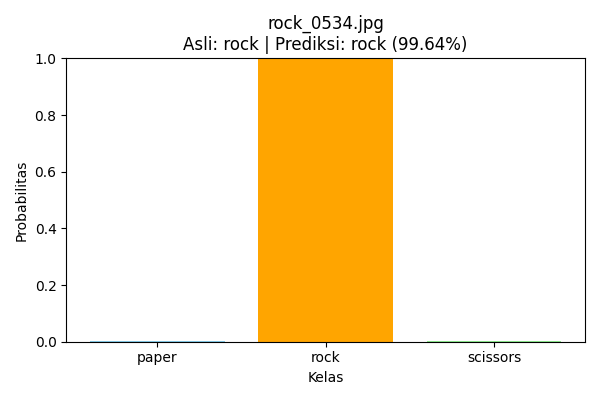 rock_0534.jpg
Asli: rock | Prediksi: rock (99.64%)
1.0
0.8
0.6
0.4
0.2
0.0
Probabilitas
paper
rock
scissors
Kelas